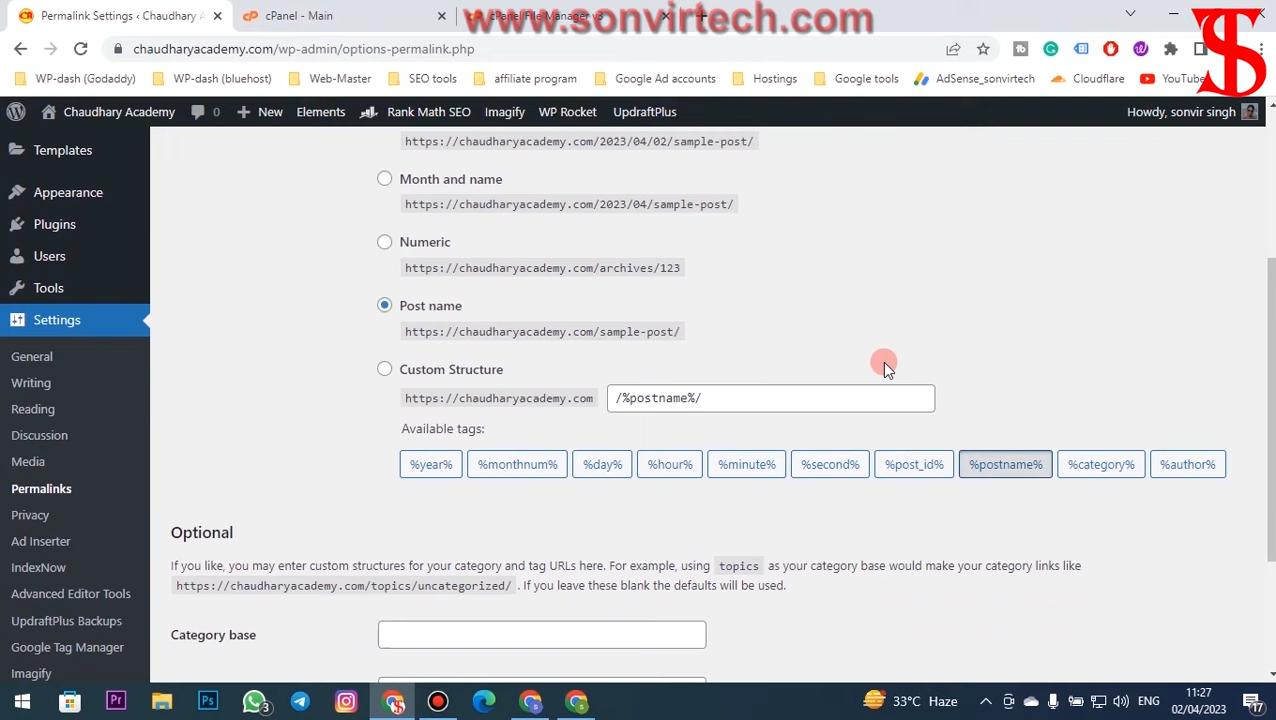 Permalink Settings ‹ Chaudhary A
cPanel - Main
cPanel File Manager v3
www.sonvirtech.com
chaudharyacademy.com/wp-admin/options-permalink.php
WP-dash (Godaddy)
WP-dash (bluehost)
Web-Master
SEO tools
affiliate program
Google Ad accounts
Hostings
Google tools
AdSense_sonvirtech
Cloudflare
YouTube
Chaudhary Academy
0
New
Elements
Rank Math SEO
Imagify
WP Rocket
UpdraftPlus
Howdy, sonvir singh
Templates
Appearance
Plugins
Users
Tools
Settings
General
Writing
Reading
Discussion
Media
Permalinks
Privacy
Ad Inserter
IndexNow
Advanced Editor Tools
UpdraftPlus Backups
Google Tag Manager
Imagify
https://chaudharyacademy.com/2023/04/02/sample-post/
Month and name
https://chaudharyacademy.com/2023/04/sample-post/
Numeric
https://chaudharyacademy.com/archives/123
Post name
https://chaudharyacademy.com/sample-post/
Custom Structure
https://chaudharyacademy.com
/%postname%/
Available tags:
%year%
%monthnum%
%day%
%hour%
%minute%
%second%
%post_id%
%postname%
%category%
%author%
Optional
If you like, you may enter custom structures for your category and tag URLs here. For example, using topics as your category base would make your category links like
https://chaudharyacademy.com/topics/uncategorized/ . If you leave these blank the defaults will be used.
Category base
3
33°C Haze
ENG
11:27
02/04/2023
17